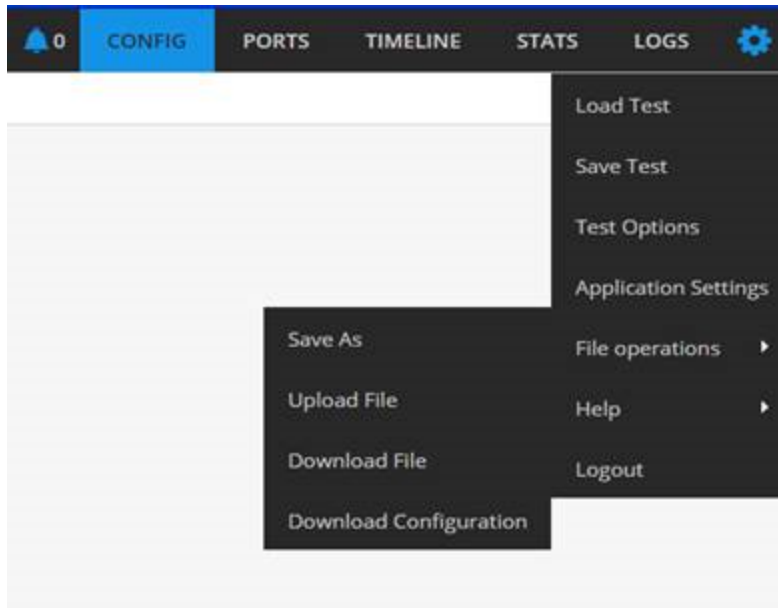 0 CONFIG PORTS TIMELINE STATS LOGS
Load Test
Save Test
Test Options
Application Settings
File operations
Help
Logout
Save As
Upload File
Download File
Download Configuration